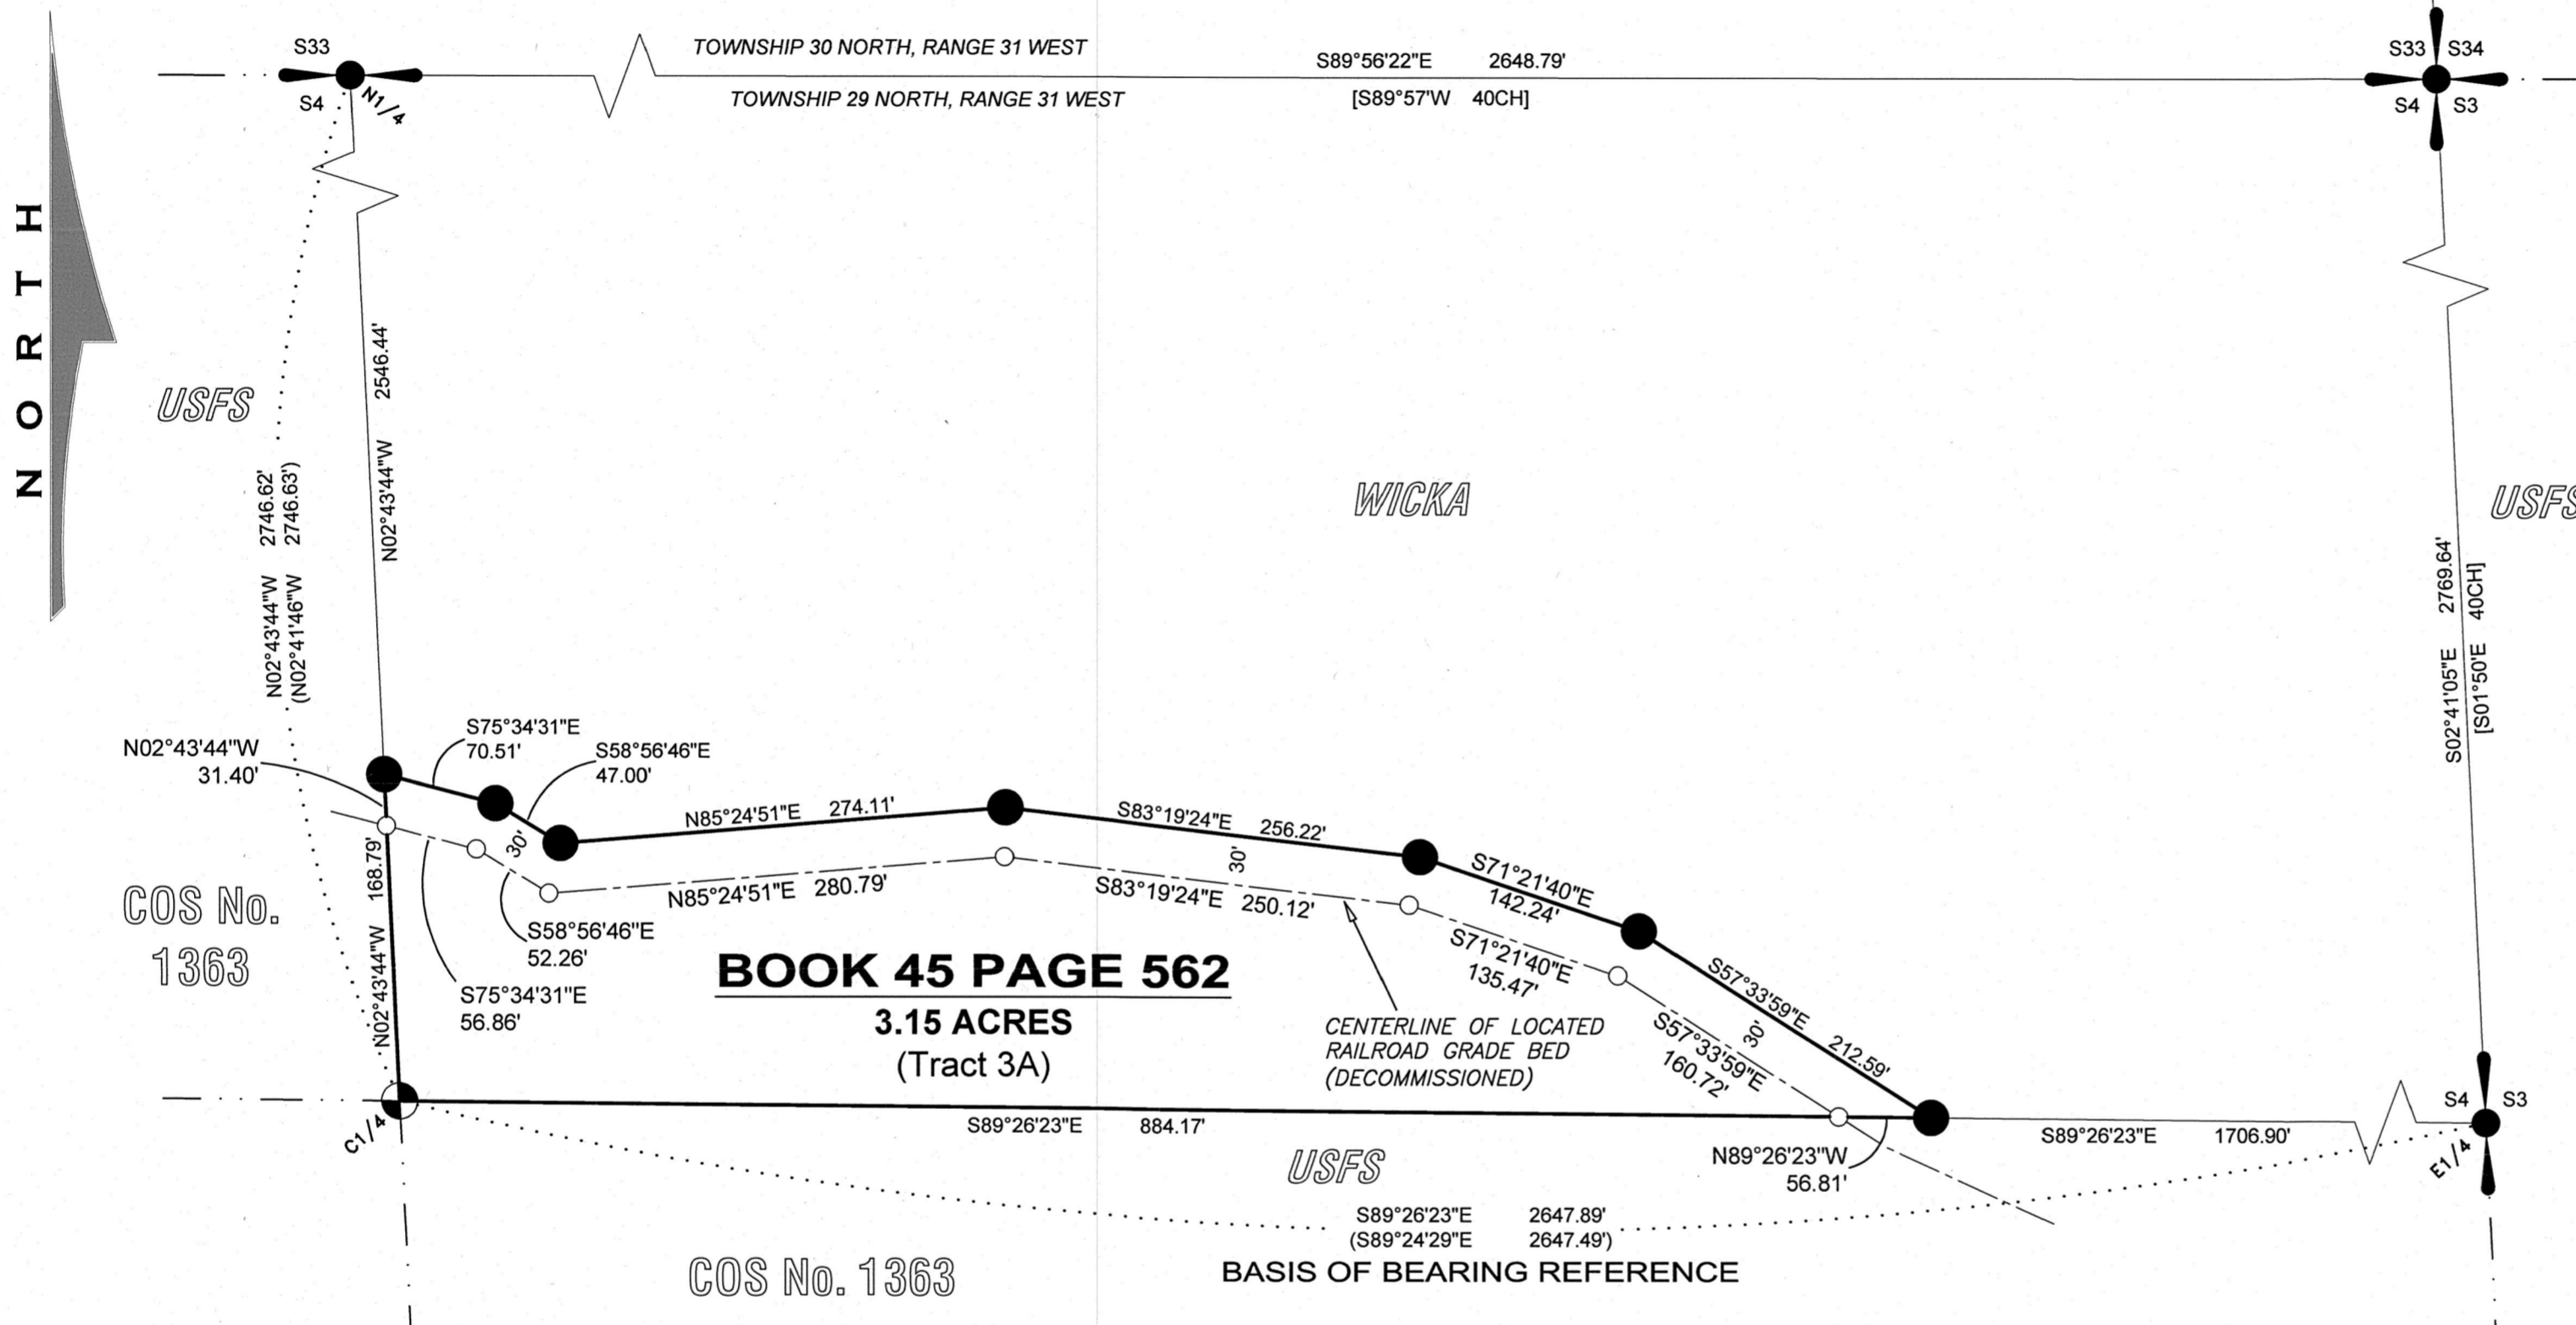 NORTH
S33
S4
N1/4
TOWNSHIP 30 NORTH, RANGE 31 WEST
TOWNSHIP 29 NORTH, RANGE 31 WEST
S89°56'22"E 2648.79'
[S89°57'W 40CH]
S33 S34
S4 S3
USFS
N02°43'44"W 2546.44'
N02°43'44"W 2746.62'
(N02°41'46"W 2746.63')
WICKA
USFS
S02°41'05"E 2769.64'
[S01°50'E 40CH]
N02°43'44"W
31.40'
S75°34'31"E
70.51'
S58°56'46"E
47.00'
30'
N85°24'51"E 274.11'
S83°19'24"E 256.22'
30'
S71°21'40"E
142.24'
N02°43'44"W 168.79'
N85°24'51"E 280.79'
S83°19'24"E 250.12'
S71°21'40"E
135.47'
S57°33'59"E 212.59'
30'
S57°33'59"E
160.72'
COS No.
1363
S58°56'46"E
52.26'
S75°34'31"E
56.86'
BOOK 45 PAGE 562
3.15 ACRES
(Tract 3A)
CENTERLINE OF LOCATED
RAILROAD GRADE BED
(DECOMMISSIONED)
C1/4
S89°26'23"E 884.17'
USFS
N89°26'23"W
56.81'
S89°26'23"E 1706.90'
S4 S3
E1/4
S89°26'23"E 2647.89'
(S89°24'29"E 2647.49')
BASIS OF BEARING REFERENCE
COS No. 1363